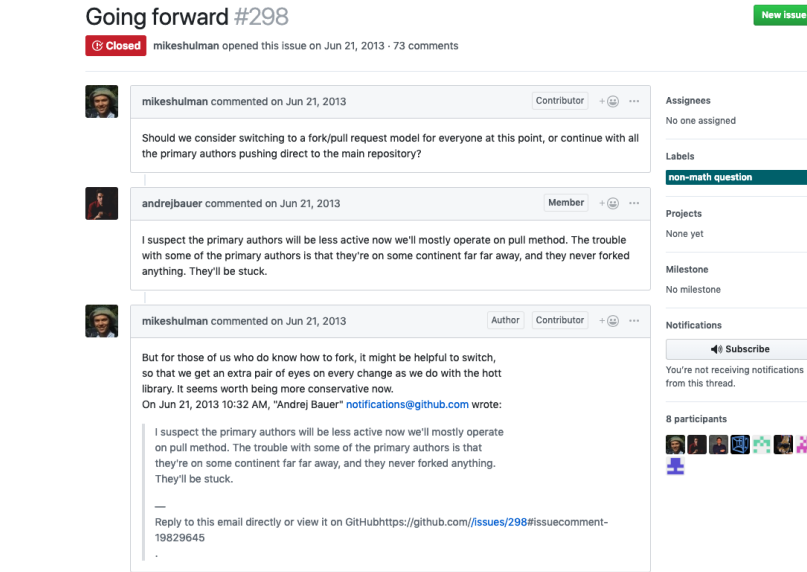 Going forward #298
New issue
Closed mikeshulman opened this issue on Jun 21, 2013 · 73 comments
mikeshulman commented on Jun 21, 2013
Contributor
Should we consider switching to a fork/pull request model for everyone at this point, or continue with all
the primary authors pushing direct to the main repository?
andrejbauer commented on Jun 21, 2013
Member
I suspect the primary authors will be less active now we'll mostly operate on pull method. The trouble
with some of the primary authors is that they're on some continent far far away, and they never forked
anything. They'll be stuck.
mikeshulman commented on Jun 21, 2013
Author
Contributor
But for those of us who do know how to fork, it might be helpful to switch,
so that we get an extra pair of eyes on every change as we do with the hott
library. It seems worth being more conservative now.
On Jun 21, 2013 10:32 AM, "Andrej Bauer" notifications@github.com wrote:
I suspect the primary authors will be less active now we'll mostly operate
on pull method. The trouble with some of the primary authors is that
they're on some continent far far away, and they never forked anything.
They'll be stuck.
—
Reply to this email directly or view it on GitHubhttps://github.com//issues/298#issuecomment-
19829645
.
Assignees
No one assigned
Labels
non-math question
Projects
None yet
Milestone
No milestone
Notifications
Subscribe
You're not receiving notifications
from this thread.
8 participants